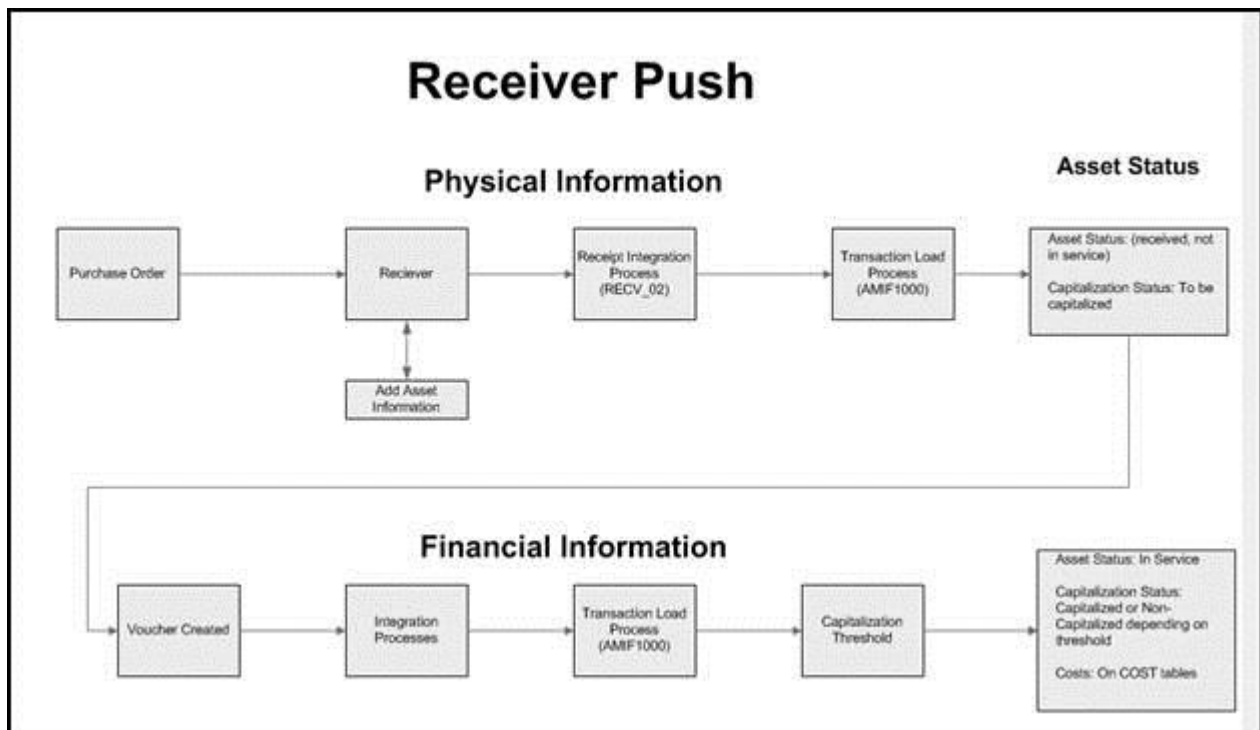 Receiver Push
Physical Information
Asset Status
Purchase Order
Reciever
Receipt Integration
Process
(RECV_02)
Transaction Load
Process
(AMIF1000)
Asset Status: (received, not
in service)
Capitalization Status: To be
capitalized
Add Asset
Information
Financial Information
Voucher Created
Integration
Processes
Transaction Load
Process
(AMIF1000)
Capitalization
Threshold
Asset Status: In Service
Capitalization Status:
Capitalized or Non-
Capitalized depending on
threshold
Costs: On COST tables